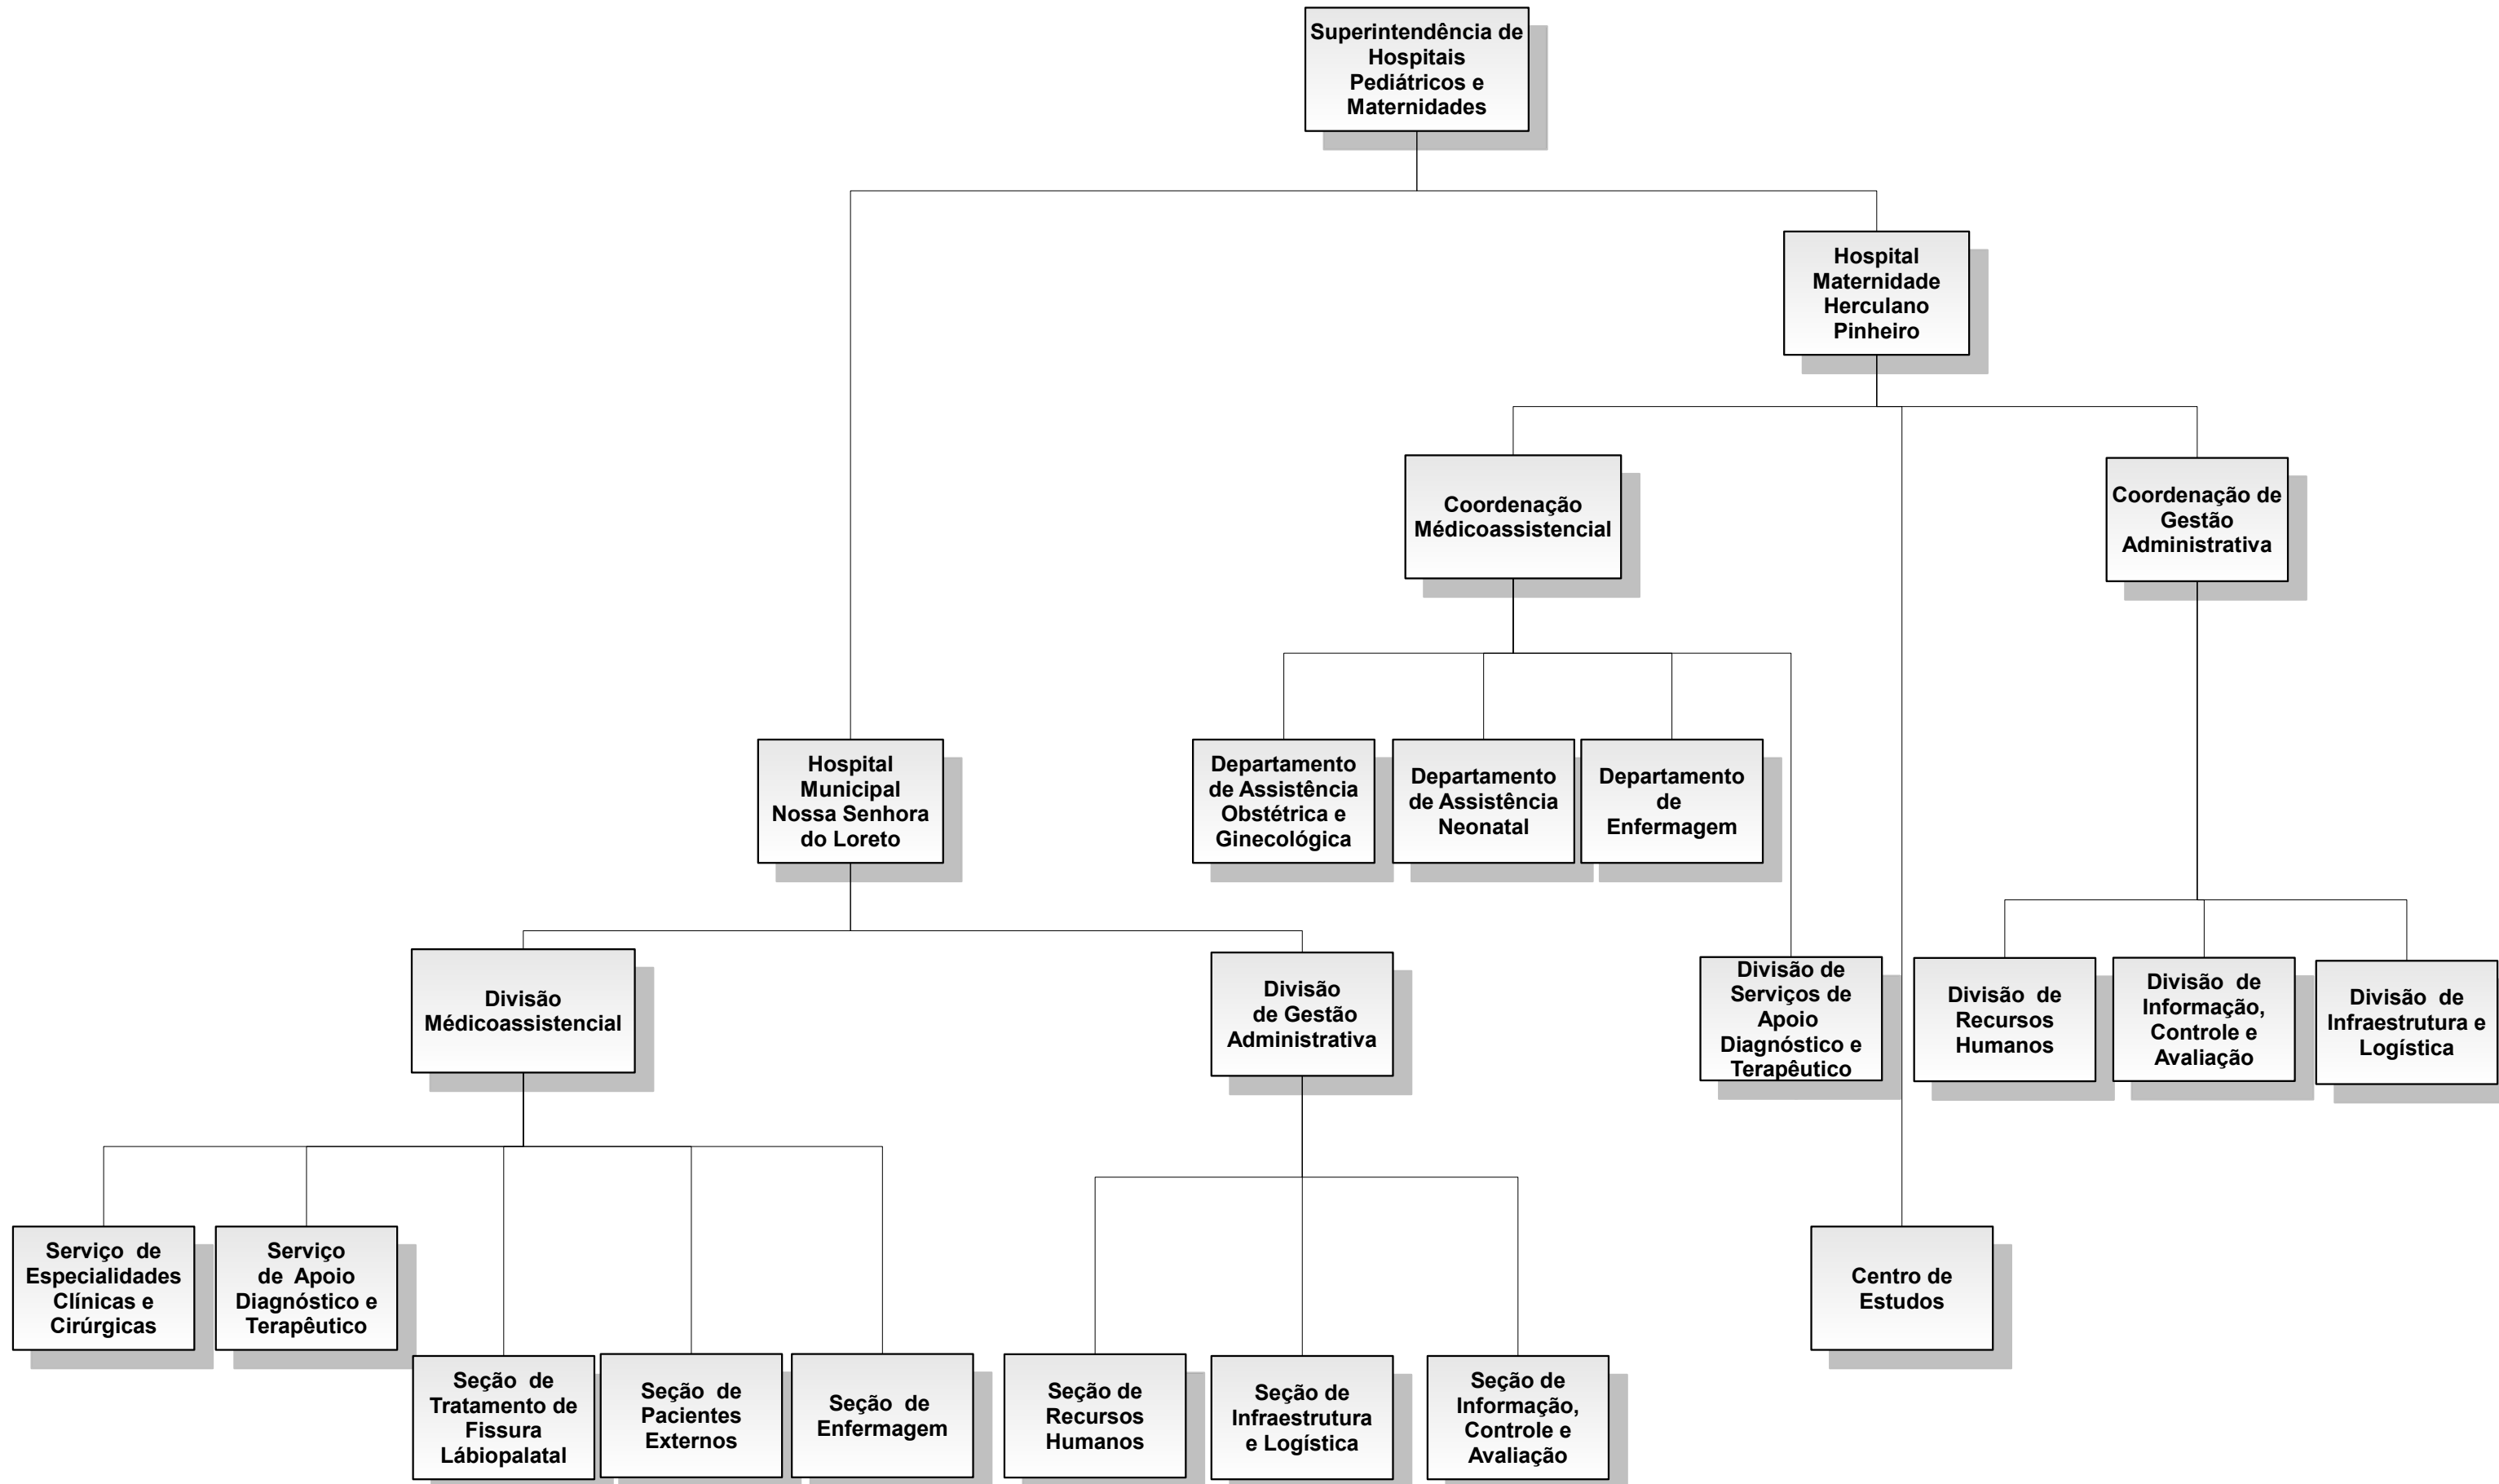 Superintendência de
Hospitais
Pediátricos e
Maternidades
Hospital
Maternidade
Herculano
Pinheiro
Coordenação
Médicoassistencial
Coordenação de
Gestão
Administrativa
Hospital
Municipal
Nossa Senhora
do Loreto
Departamento
de Assistência
Obstétrica e
Ginecológica
Departamento
de Assistência
Neonatal
Departamento
de
Enfermagem
Divisão
Médicoassistencial
Divisão
de Gestão
Administrativa
Divisão de
Serviços de
Apoio
Diagnóstico e
Terapêutico
Divisão de
Recursos
Humanos
Divisão de
Informação,
Controle e
Avaliação
Divisão de
Infraestrutura e
Logística
Serviço de
Especialidades
Clínicas e
Cirúrgicas
Serviço
de Apoio
Diagnóstico e
Terapêutico
Centro de
Estudos
Seção de
Tratamento de
Fissura
Lábiopalatal
Seção de
Pacientes
Externos
Seção de
Enfermagem
Seção de
Recursos
Humanos
Seção de
Infraestrutura
e Logística
Seção de
Informação,
Controle e
Avaliação